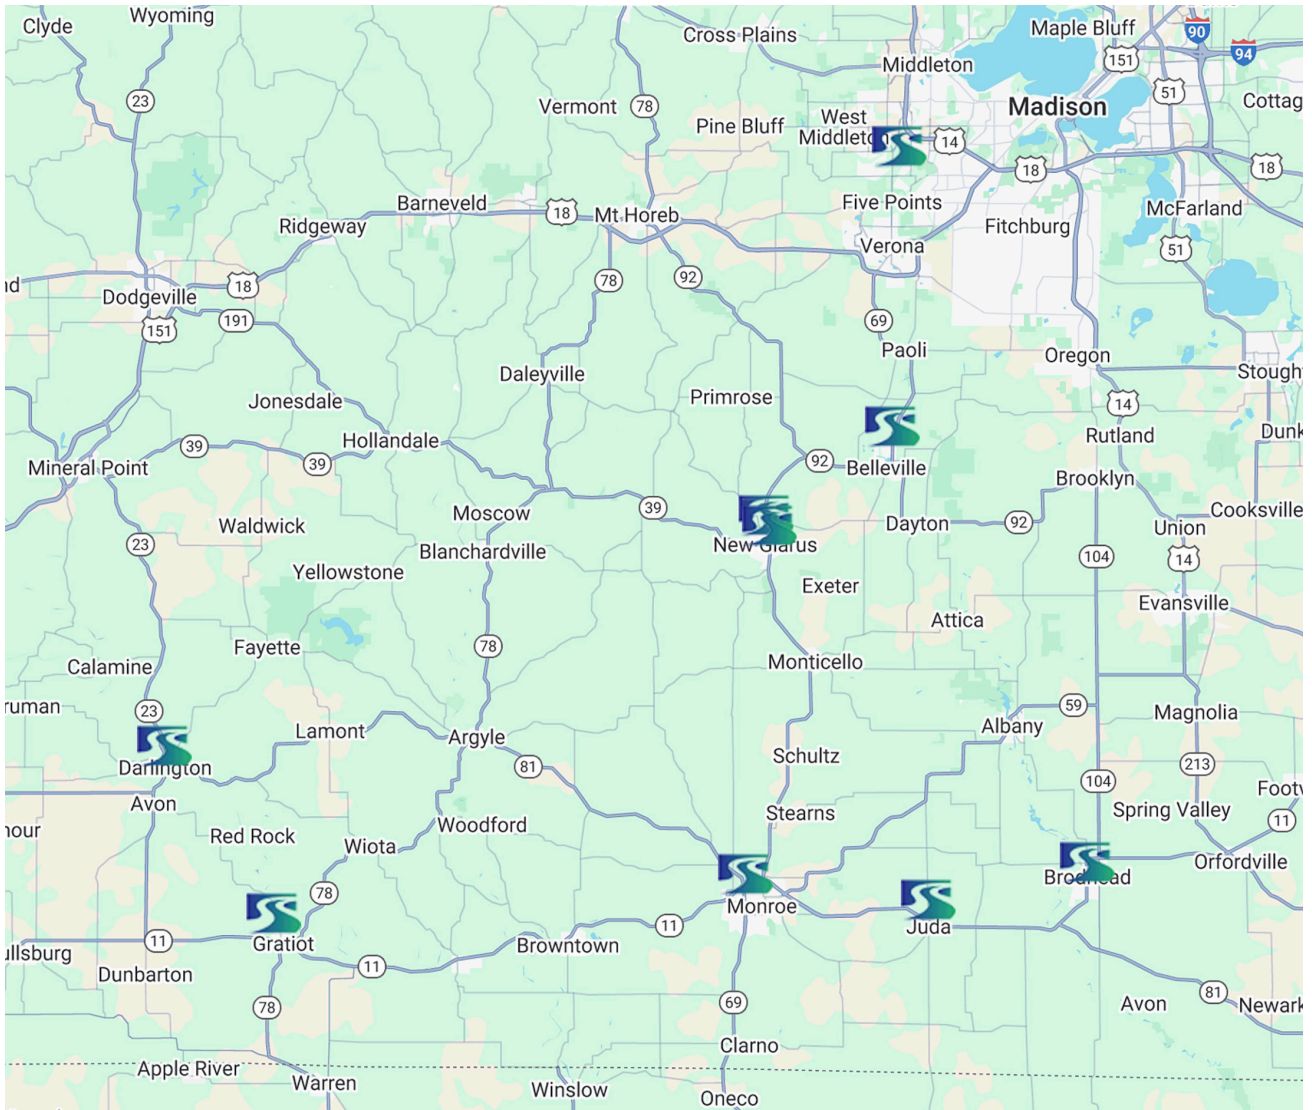 Clyde
Wyoming
Cross Plains
Maple Bluff
90
94
151
Middleton
51
23
Vermont
78
Madison
Pine Bluff
West
Middleton
14
18
18
Barneveld
18
Mt Horeb
Five Points
McFarland
Ridgeway
Fitchburg
Verona
51
Dodgeville
18
78
92
151
191
69
Paoli
Oregon
Daleyville
Primrose
Jonesdale
14
Hollandale
Rutland
39
39
Mineral Point
92
Belleville
Brooklyn
Moscow
39
Cooksville
Waldwick
Dayton
92
Union
23
Blanchardville
New Glarus
104
14
Yellowstone
Exeter
Evansville
Attica
Fayette
78
Calamine
Monticello
23
59
Magnolia
Lamont
Argyle
Albany
Darlington
81
Schultz
213
104
Avon
Stearns
Spring Valley
11
Red Rock
Woodford
Wiota
Orfordville
78
Brodhead
Monroe
Juda
11
Gratiot
Browntown
11
11
Dunbarton
78
69
81
Avon
Newark
Clarno
Apple River
Warren
Winslow
Oneco